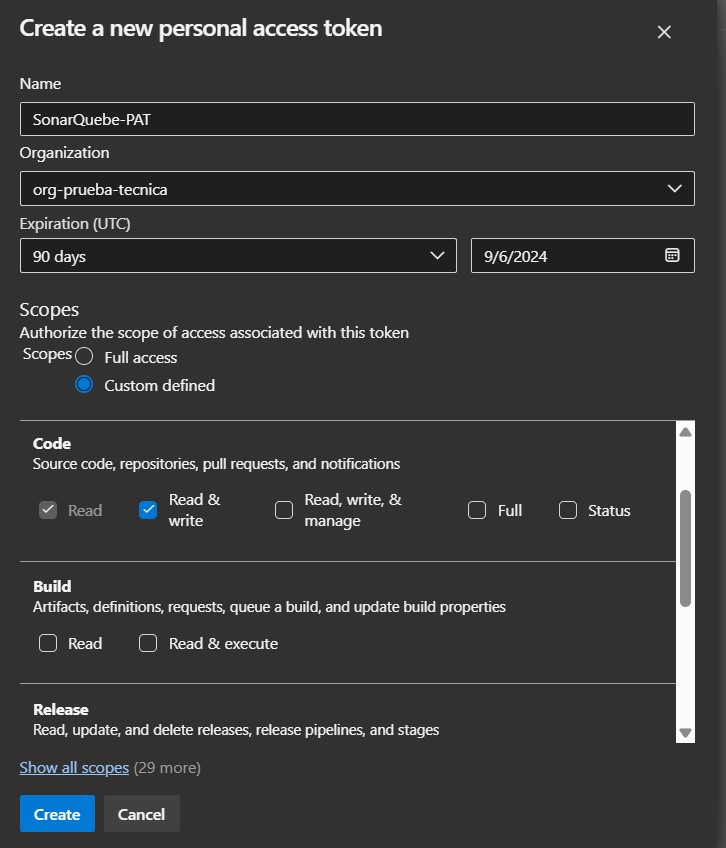 Create a new personal access token
Name
SonarQuebe-PAT
Organization
org-prueba-tecnica
Expiration (UTC)
90 days
9/6/2024
Scopes
Authorize the scope of access associated with this token
Scopes
Full access
Custom defined
Code
Source code, repositories, pull requests, and notifications
Read
Read &
write
Read, write, &
manage
Full
Status
Build
Artifacts, definitions, requests, queue a build, and update build properties
Read
Read & execute
Release
Read, update, and delete releases, release pipelines, and stages
Show all scopes (29 more)
Create
Cancel